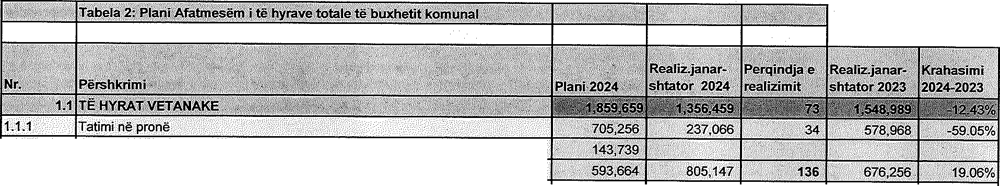 Tabela 2: Plani Afatmesëm i të hyrave totale të buxhetit komunal
Nr. Përshkrimi Plani 2024 Realiz.janar-shtator 2024 Perqindja e realizimit Realiz.janar-shtator 2023 Krahasimi 2024-2023
1.1 TË HYRAT VETANAKE 1,859,659 1,356,459 73 1,548,989 -12.43%
1.1.1 Tatimi në pronë 705,256 237,066 34 578,968 -59.05%
143,739
593,664 805,147 136 676,256 19.06%